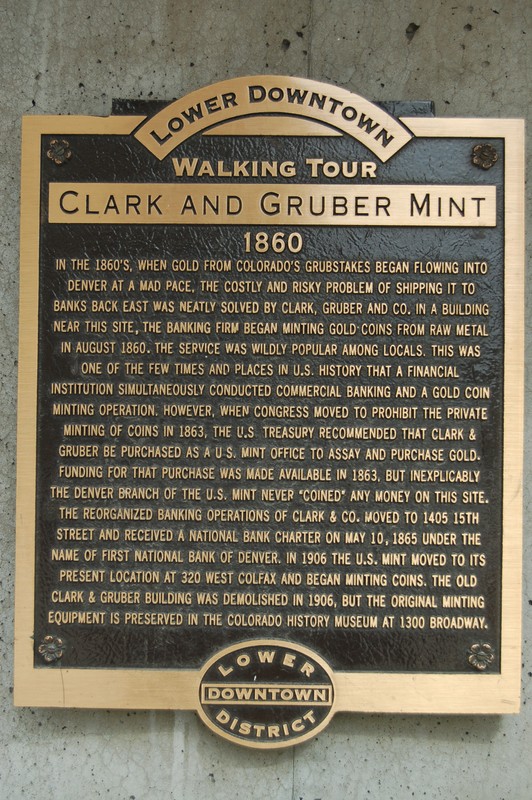 LOWER DOWNTOWN
WALKING TOUR
CLARK AND GRUBER MINT
1860
IN THE 1860'S, WHEN GOLD FROM COLORADO'S GRUBSTAKES BEGAN FLOWING INTO
DENVER AT A MAD PACE, THE COSTLY AND RISKY PROBLEM OF SHIPPING IT TO
BANKS BACK EAST WAS NEATLY SOLVED BY CLARK, GRUBER AND CO. IN A BUILDING
NEAR THIS SITE, THE BANKING FIRM BEGAN MINTING GOLD COINS FROM RAW METAL
IN AUGUST 1860. THE SERVICE WAS WILDLY POPULAR AMONG LOCALS. THIS WAS
ONE OF THE FEW TIMES AND PLACES IN U.S. HISTORY THAT A FINANCIAL
INSTITUTION SIMULTANEOUSLY CONDUCTED COMMERCIAL BANKING AND A GOLD COIN
MINTING OPERATION. HOWEVER, WHEN CONGRESS MOVED TO PROHIBIT THE PRIVATE
MINTING OF COINS IN 1863, THE U.S. TREASURY RECOMMENDED THAT CLARK &
GRUBER BE PURCHASED AS A U.S. MINT OFFICE TO ASSAY AND PURCHASE GOLD.
FUNDING FOR THAT PURCHASE WAS MADE AVAILABLE IN 1863, BUT INEXPLICABLY
THE DENVER BRANCH OF THE U.S. MINT NEVER "COINED" ANY MONEY ON THIS SITE.
THE REORGANIZED BANKING OPERATIONS OF CLARK & CO. MOVED TO 1405 15TH
STREET AND RECEIVED A NATIONAL BANK CHARTER ON MAY 10, 1865 UNDER THE
NAME OF FIRST NATIONAL BANK OF DENVER. IN 1906 THE U.S. MINT MOVED TO ITS
PRESENT LOCATION AT 320 WEST COLFAX AND BEGAN MINTING COINS. THE OLD
CLARK & GRUBER BUILDING WAS DEMOLISHED IN 1906, BUT THE ORIGINAL MINTING
EQUIPMENT IS PRESERVED IN THE COLORADO HISTORY MUSEUM AT 1300 BROADWAY.
LOWER
DOWNTOWN
DISTRICT